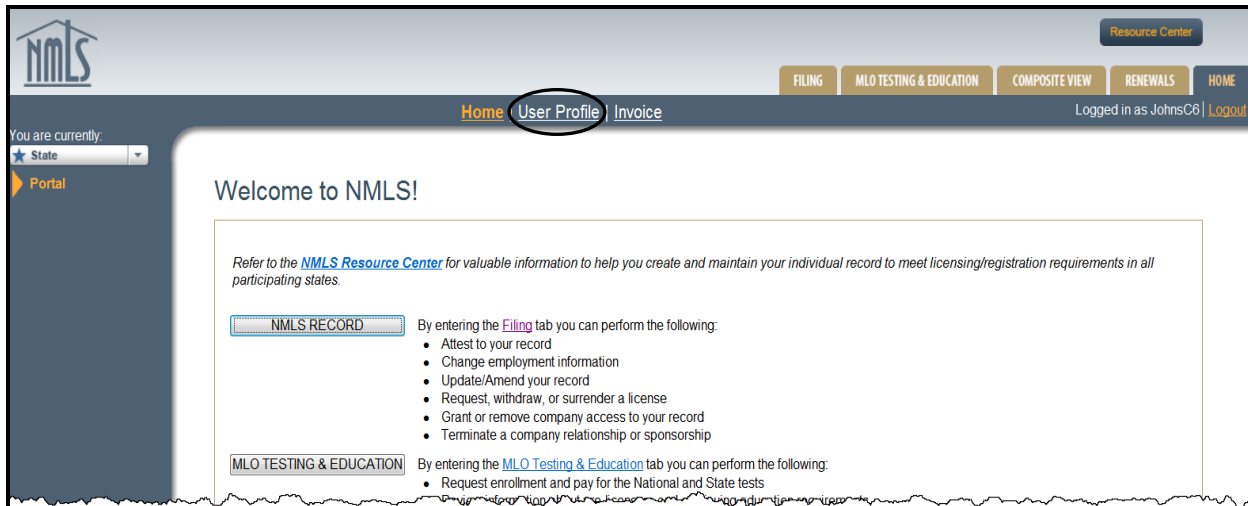 NMLS
Resource Center
FILING MLO TESTING & EDUCATION COMPOSITE VIEW RENEWALS HOME
Home | User Profile | Invoice
Logged in as JohnsC6 | Logout
You are currently:
State
Portal
Welcome to NMLS!
Refer to the NMLS Resource Center for valuable information to help you create and maintain your individual record to meet licensing/registration requirements in all
participating states.
NMLS RECORD
By entering the Filing tab you can perform the following:
• Attest to your record
• Change employment information
• Update/Amend your record
• Request, withdraw, or surrender a license
• Grant or remove company access to your record
• Terminate a company relationship or sponsorship
MLO TESTING & EDUCATION
By entering the MLO Testing & Education tab you can perform the following:
• Request enrollment and pay for the National and State tests